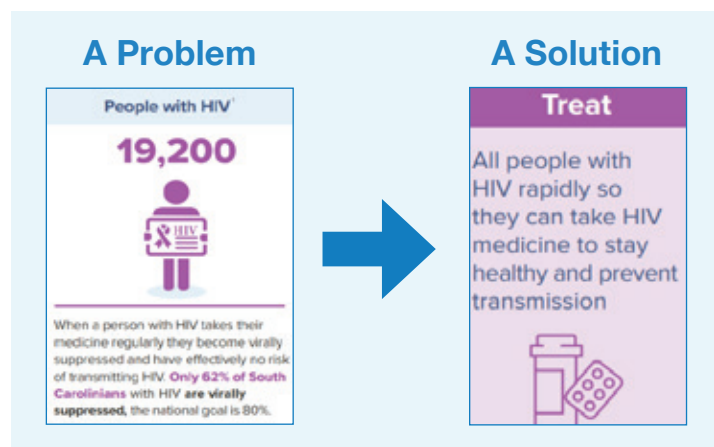 A Problem
People with HIV¹
19,200
HIV
When a person with HIV takes their
medicine regularly they become virally
suppressed and have effectively no risk
of transmitting HIV. Only 62% of South
Carolinians with HIV are virally
suppressed, the national goal is 80%.
A Solution
Treat
All people with
HIV rapidly so
they can take HIV
medicine to stay
healthy and prevent
transmission